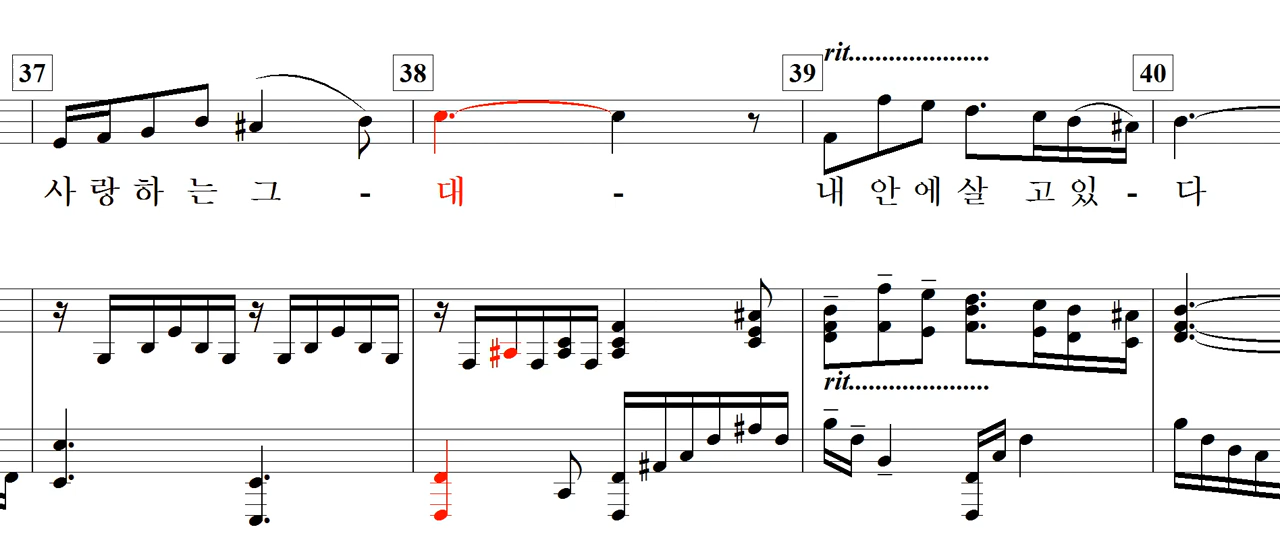 37 38 39 rit..................... 40
사 랑 하 는 그 - 대 - 내 안 에 살 고 있 - 다
rit.....................